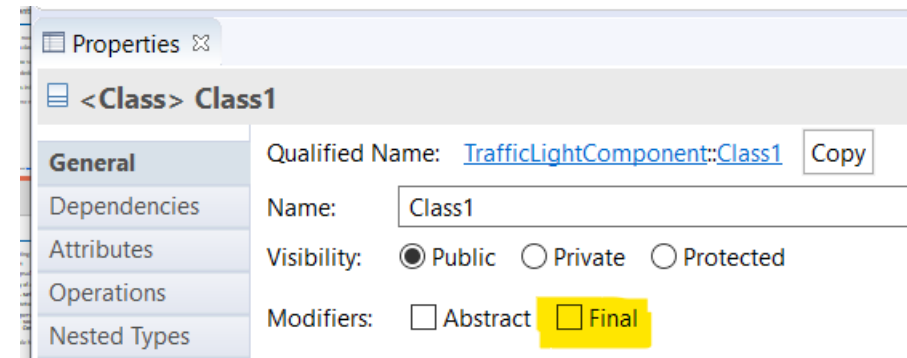 Properties
<Class> Class1
General
Dependencies
Attributes
Operations
Nested Types
Qualified Name: TrafficLightComponent::Class1 Copy
Name: Class1
Visibility: Public Private Protected
Modifiers: Abstract Final